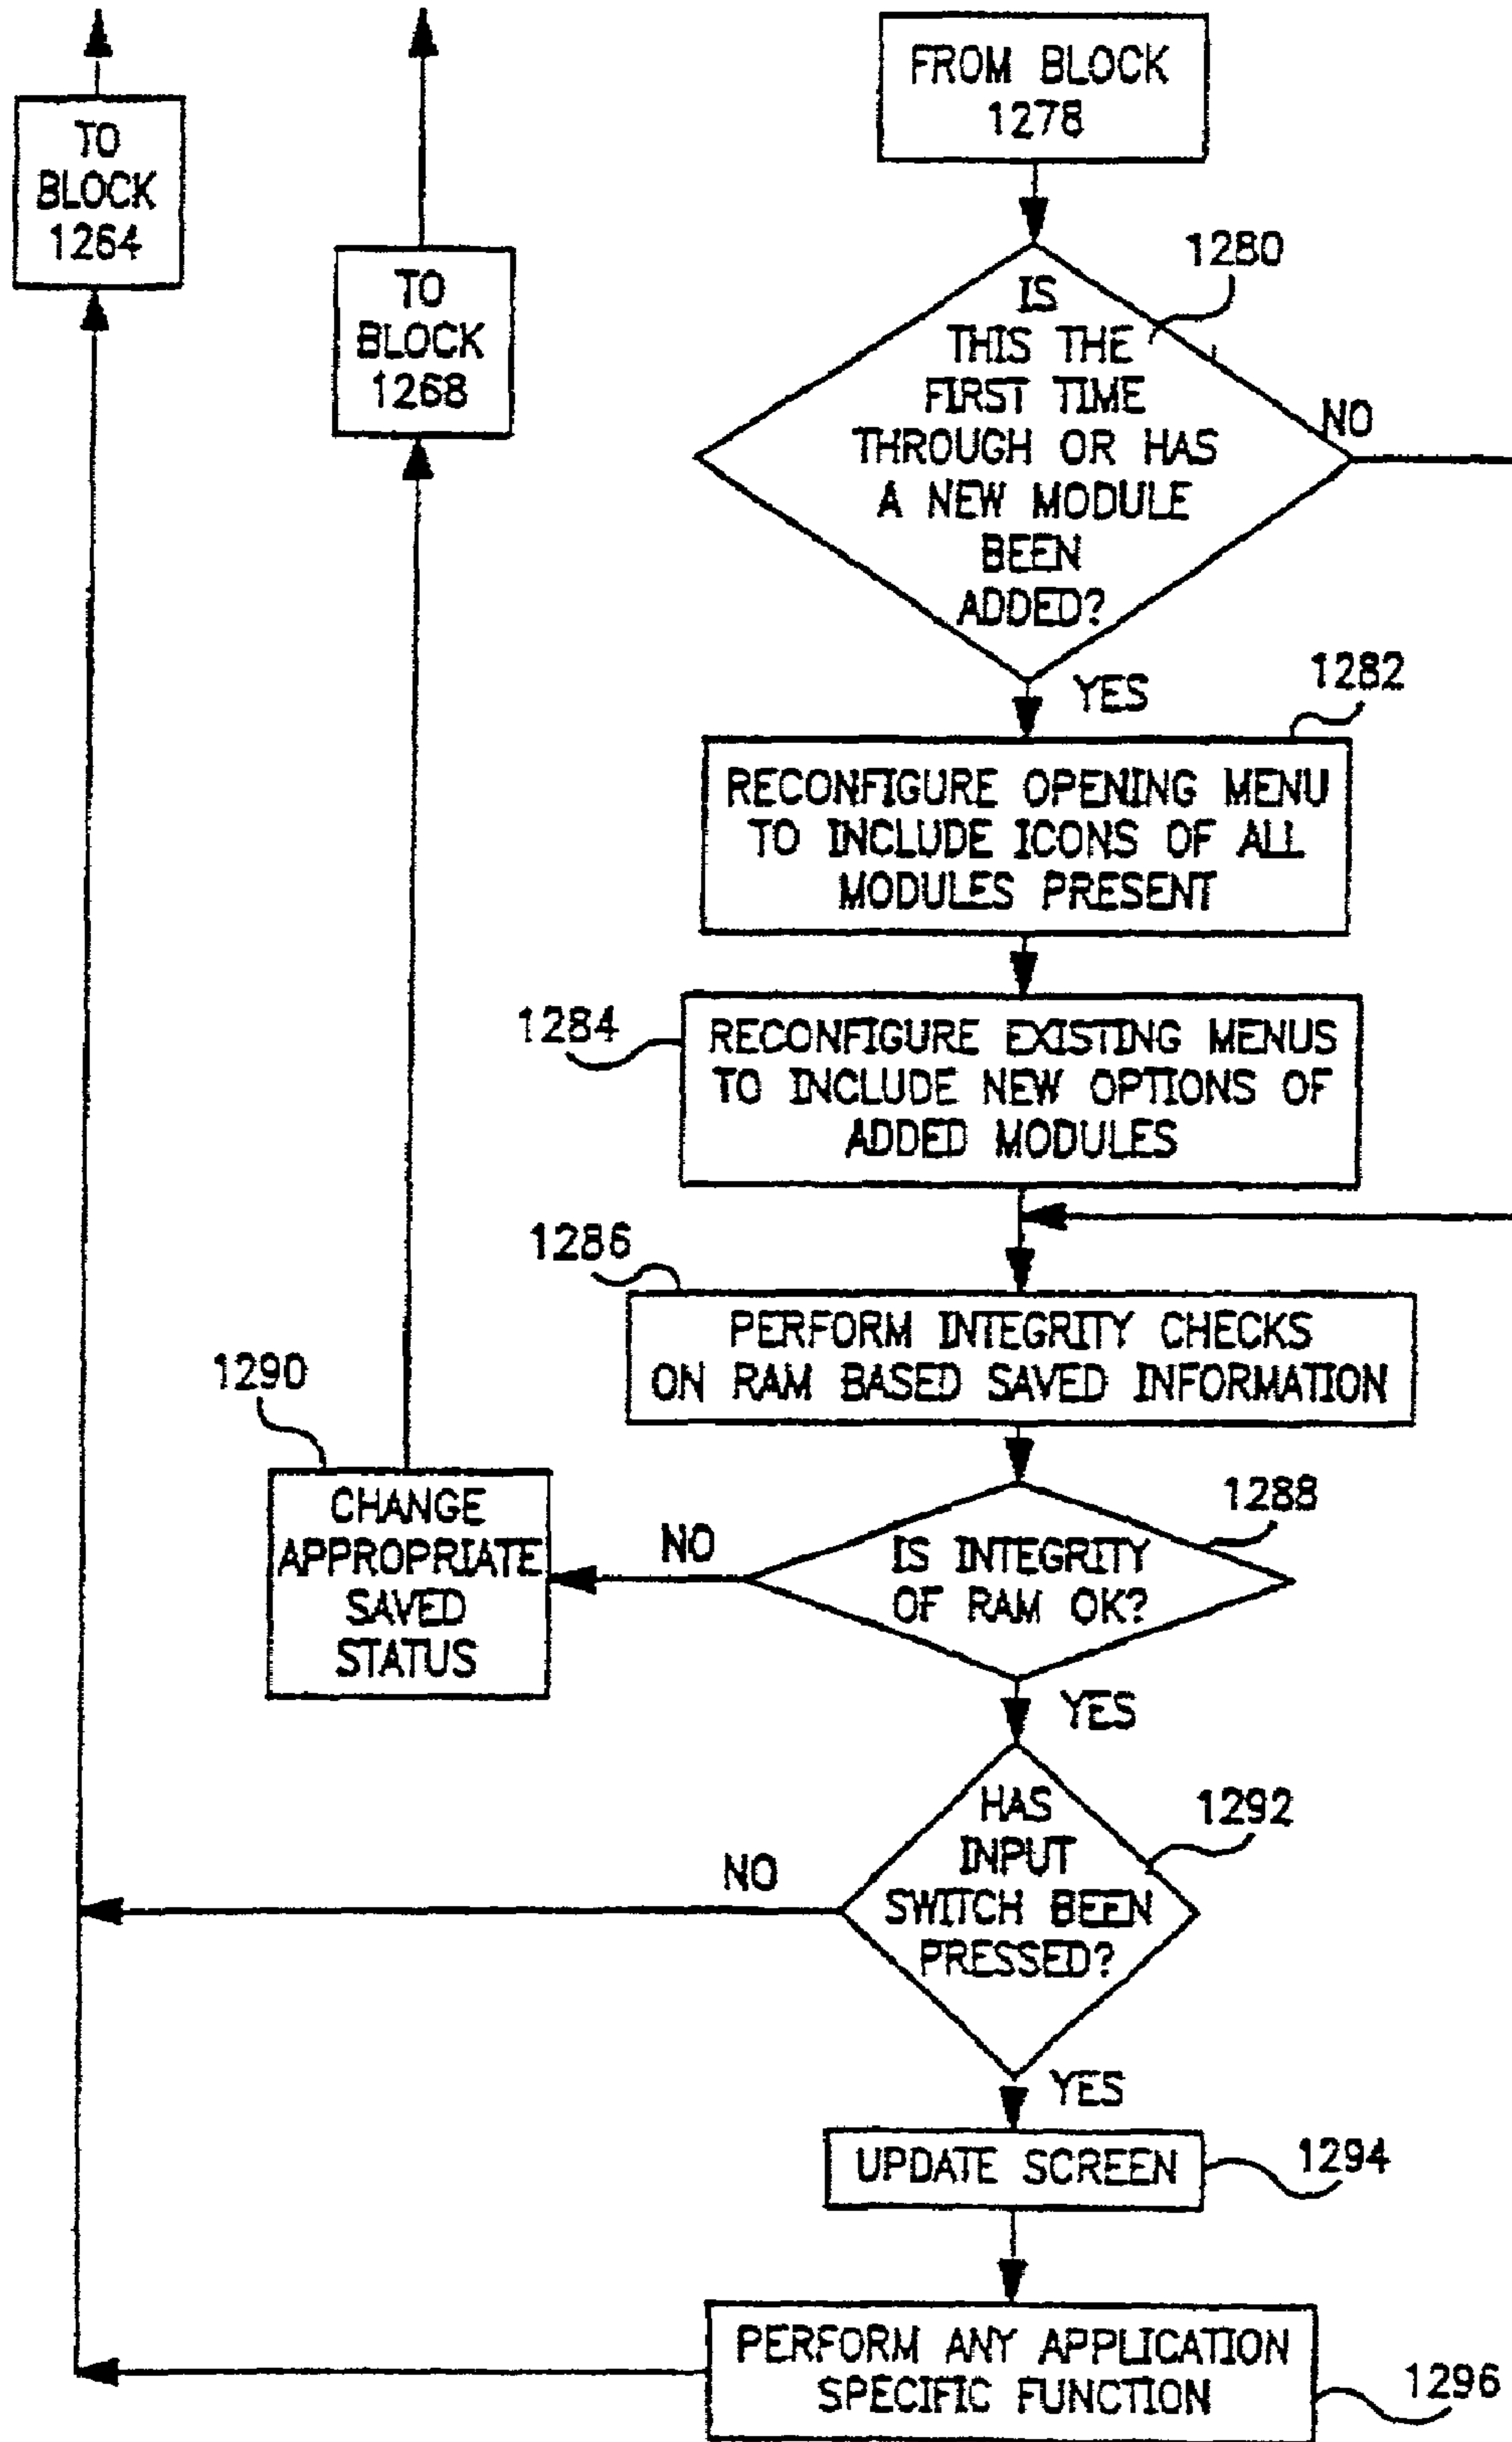 TO
BLOCK
1264
TO
BLOCK
1268
FROM BLOCK
1278
1280
IS
THIS THE
FIRST TIME
THROUGH OR HAS
A NEW MODULE
BEEN
ADDED?
NO
YES
1282
RECONFIGURE OPENING MENU
TO INCLUDE ICONS OF ALL
MODULES PRESENT
1284
RECONFIGURE EXISTING MENUS
TO INCLUDE NEW OPTIONS OF
ADDED MODULES
1286
PERFORM INTEGRITY CHECKS
ON RAM BASED SAVED INFORMATION
1290
CHANGE
APPROPRIATE
SAVED
STATUS
NO
1288
IS INTEGRITY
OF RAM OK?
YES
1292
HAS
INPUT
SWITCH BEEN
PRESSED?
NO
YES
UPDATE SCREEN
1294
PERFORM ANY APPLICATION
SPECIFIC FUNCTION
1296